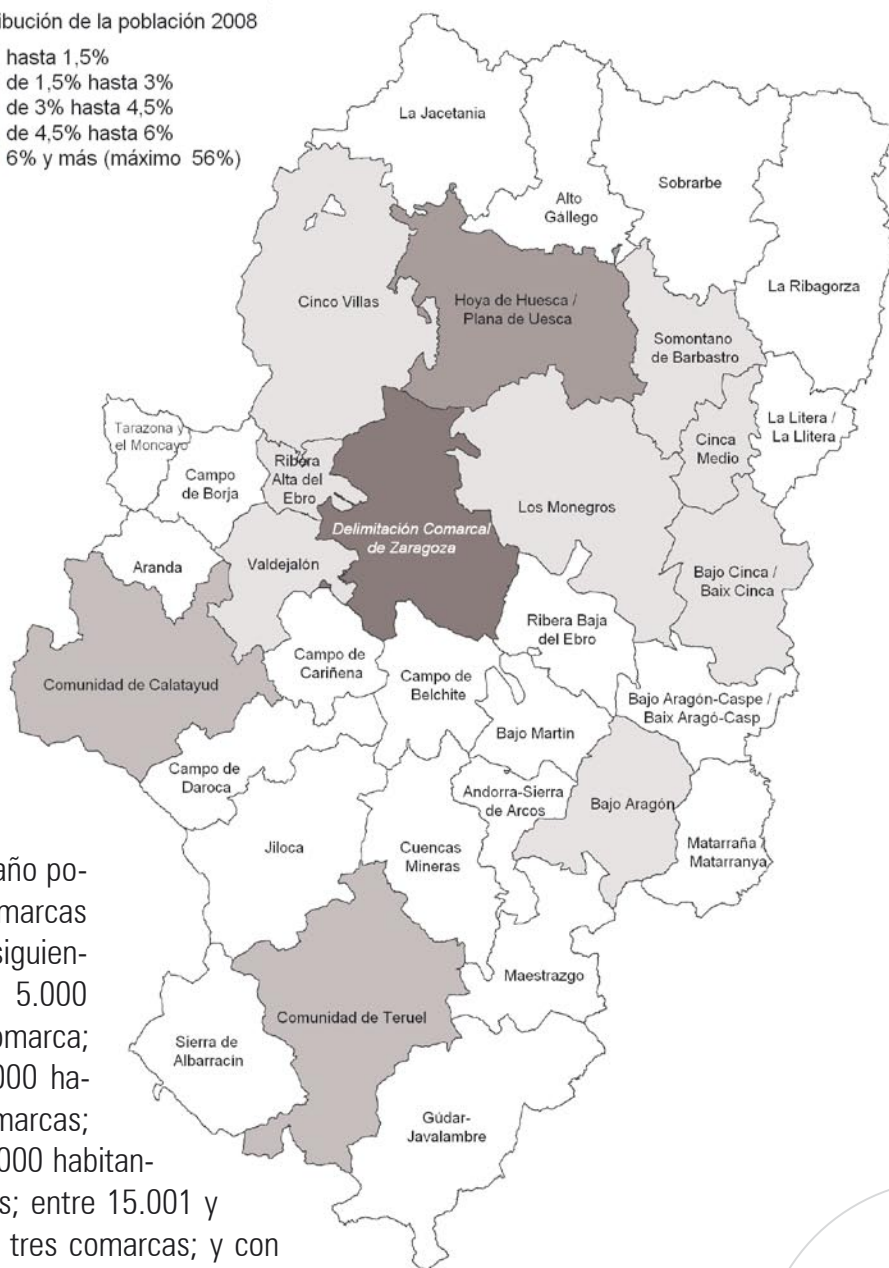 ibución de la población 2008
hasta 1,5%
de 1,5% hasta 3%
de 3% hasta 4,5%
de 4,5% hasta 6%
6% y más (máximo 56%)
La Jacetania
Alto
Gállego
Sobrarbe
La Ribagorza
Cinco Villas
Hoya de Huesca /
Plana de Uesca
Somontano
de Barbastro
Tarazona y
el Moncayo
Campo
de Borja
Ribera
Alta del
Ebro
Cinca
Medio
La Litera /
La Llitera
Delimitación Comarcal
de Zaragoza
Los Monegros
Aranda
Valdejalón
Bajo Cinca /
Baix Cinca
Ribera Baja
del Ebro
Comunidad de Calatayud
Campo de
Cariñena
Campo de
Belchite
Bajo Aragón-Caspe /
Baix Aragó-Casp
Bajo Martín
Campo de
Daroca
Andorra-Sierra
de Arcos
Bajo Aragón
Jiloca
Cuencas
Mineras
Matarraña /
Matarranya
Maestrazgo
Comunidad de Teruel
Sierra de
Albarracín
Gúdar-
Javalambre
año po-
marcas
siguien-
5.000
omarca;
000 ha-
marcas;
.000 habitan-
s; entre 15.001 y
tres comarcas; y con